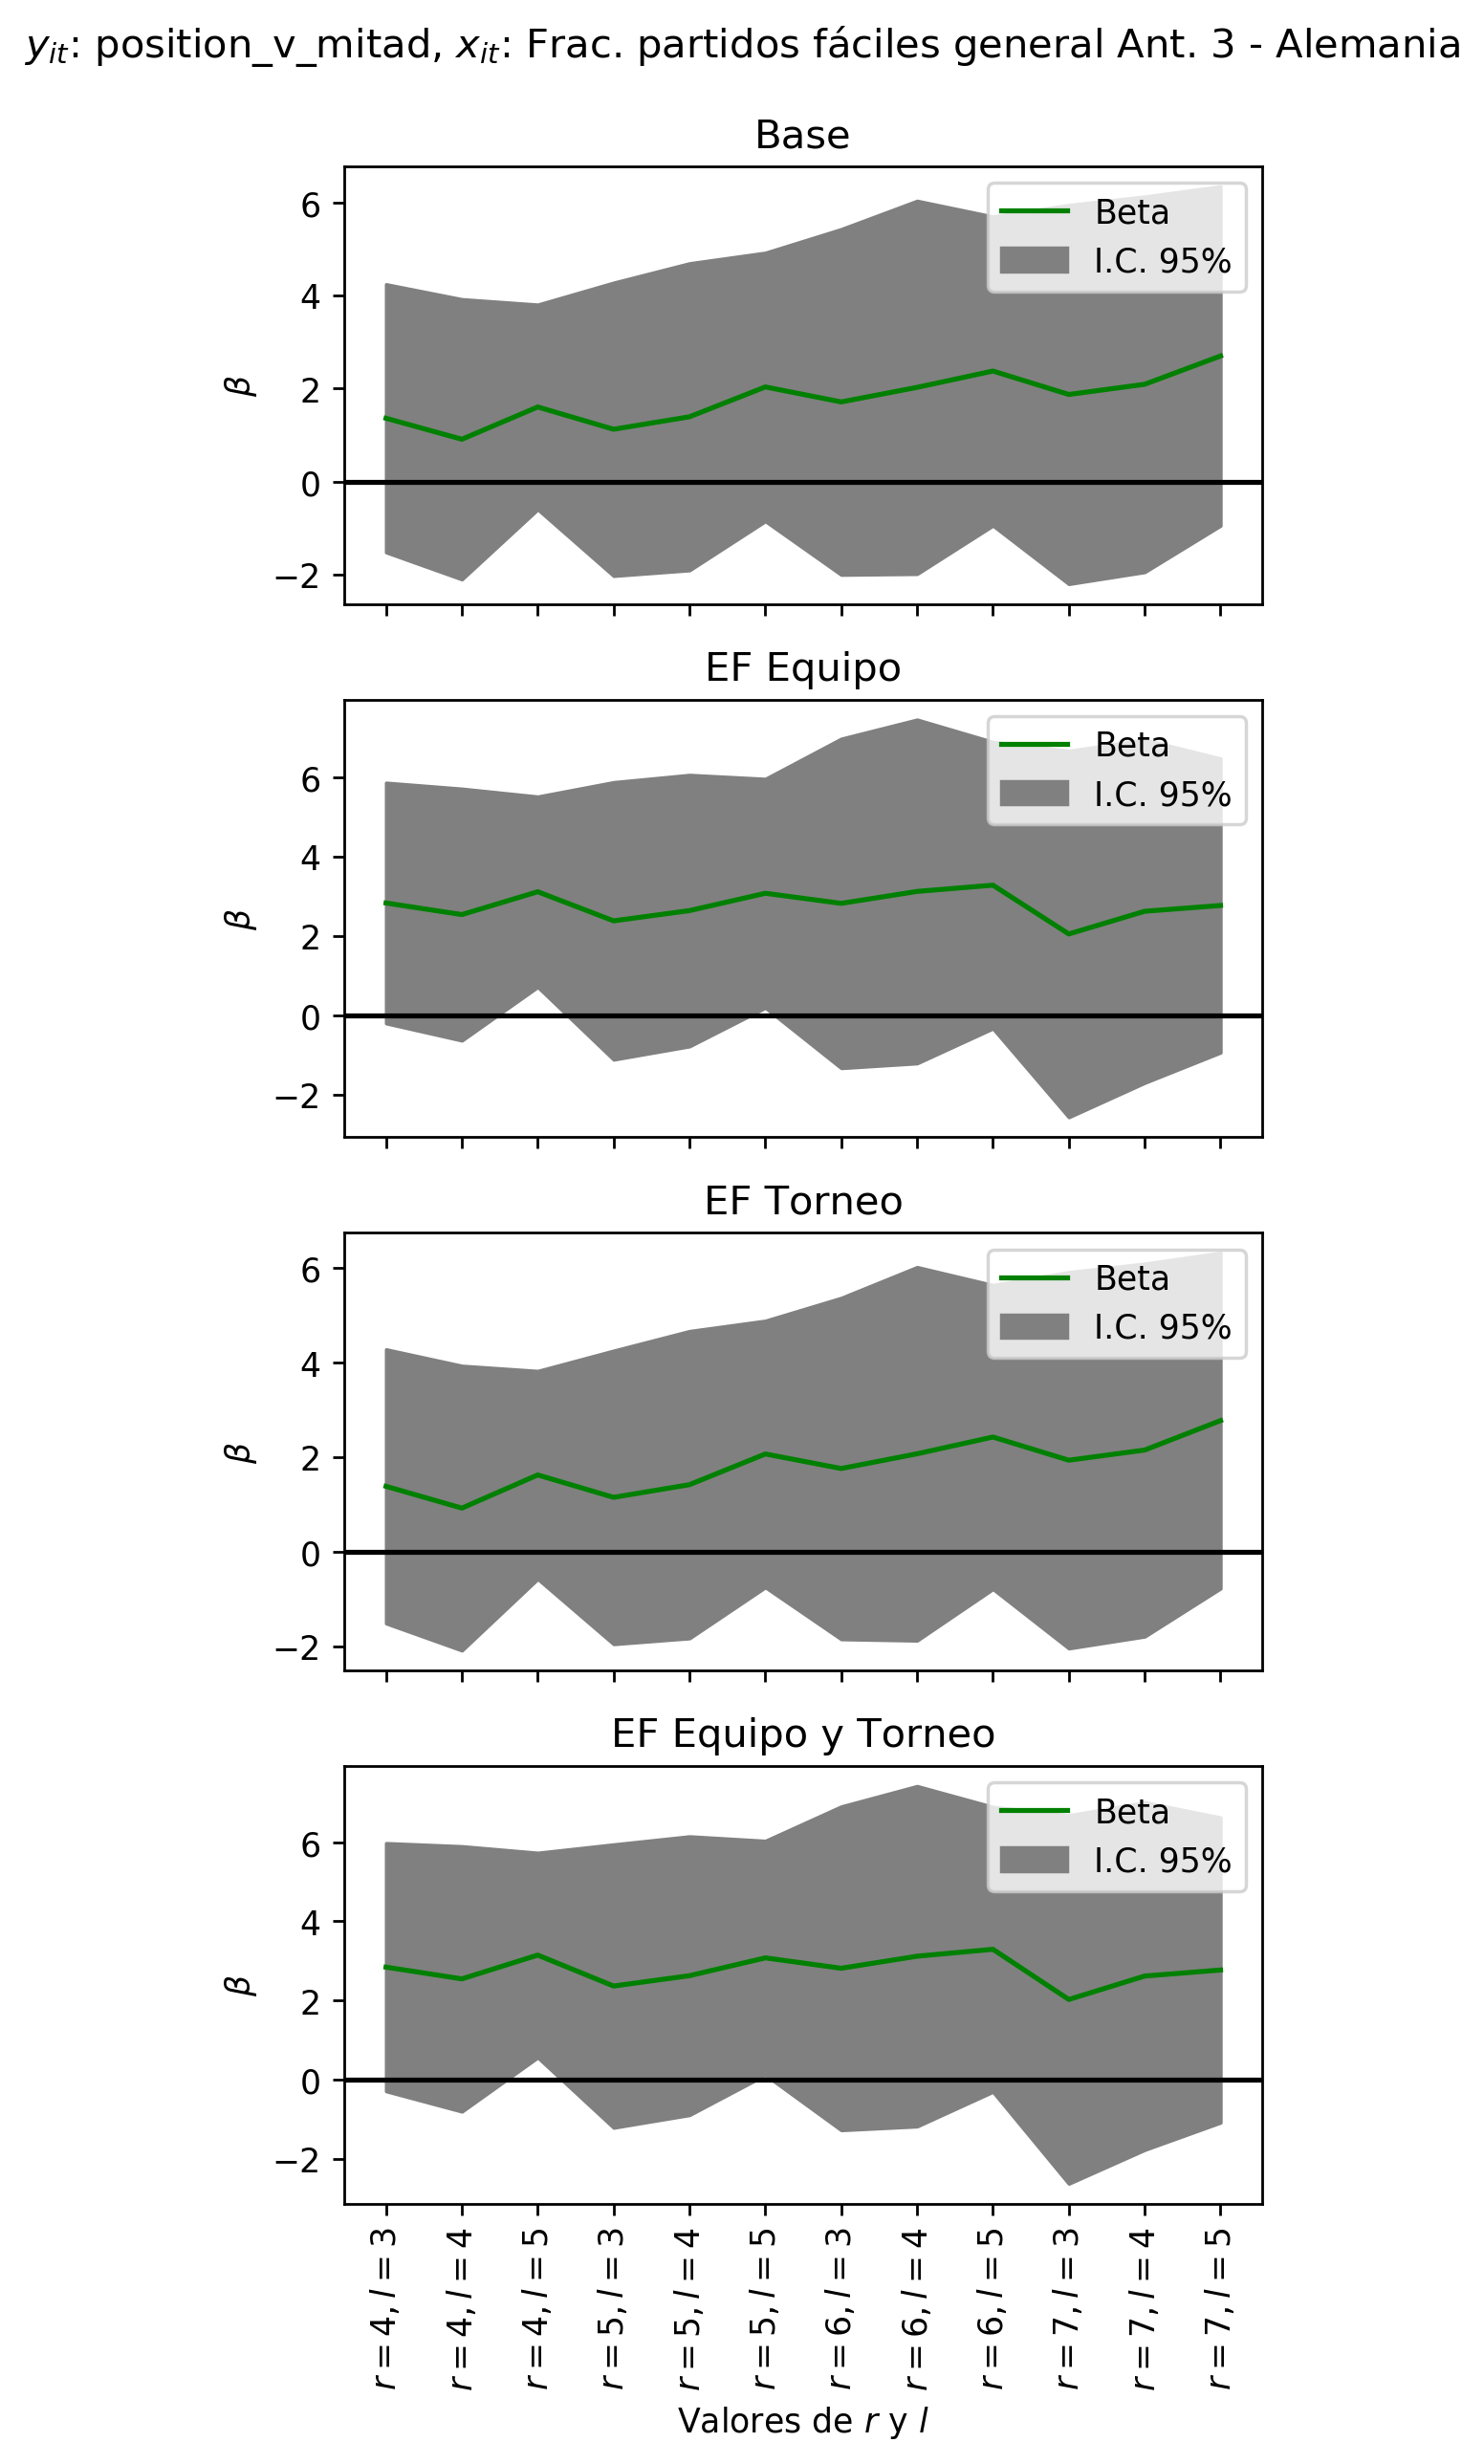 y_it: position_v_mitad, x_it: Frac. partidos fáciles general Ant. 3 - Alemania
Base
6
4
2
0
−2
β
Beta
I.C. 95%
EF Equipo
6
4
2
0
−2
β
Beta
I.C. 95%
EF Torneo
6
4
2
0
−2
β
Beta
I.C. 95%
EF Equipo y Torneo
6
4
2
0
−2
β
Beta
I.C. 95%
r = 4, l = 3
r = 4, l = 4
r = 4, l = 5
r = 5, l = 3
r = 5, l = 4
r = 5, l = 5
r = 6, l = 3
r = 6, l = 4
r = 6, l = 5
r = 7, l = 3
r = 7, l = 4
r = 7, l = 5
Valores de r y l